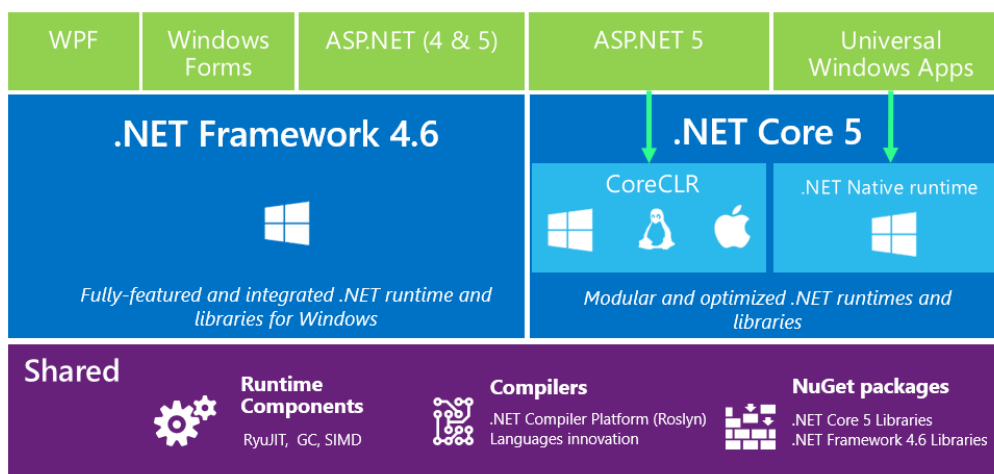 WPF
Windows
Forms
ASP.NET (4 & 5)
ASP.NET 5
Universal
Windows Apps
.NET Framework 4.6
Fully-featured and integrated .NET runtime and
libraries for Windows
.NET Core 5
CoreCLR
.NET Native runtime
Modular and optimized .NET runtimes and
libraries
Shared
Runtime
Components
RyuJIT, GC, SIMD
Compilers
.NET Compiler Platform (Roslyn)
Languages innovation
NuGet packages
.NET Core 5 Libraries
.NET Framework 4.6 Libraries